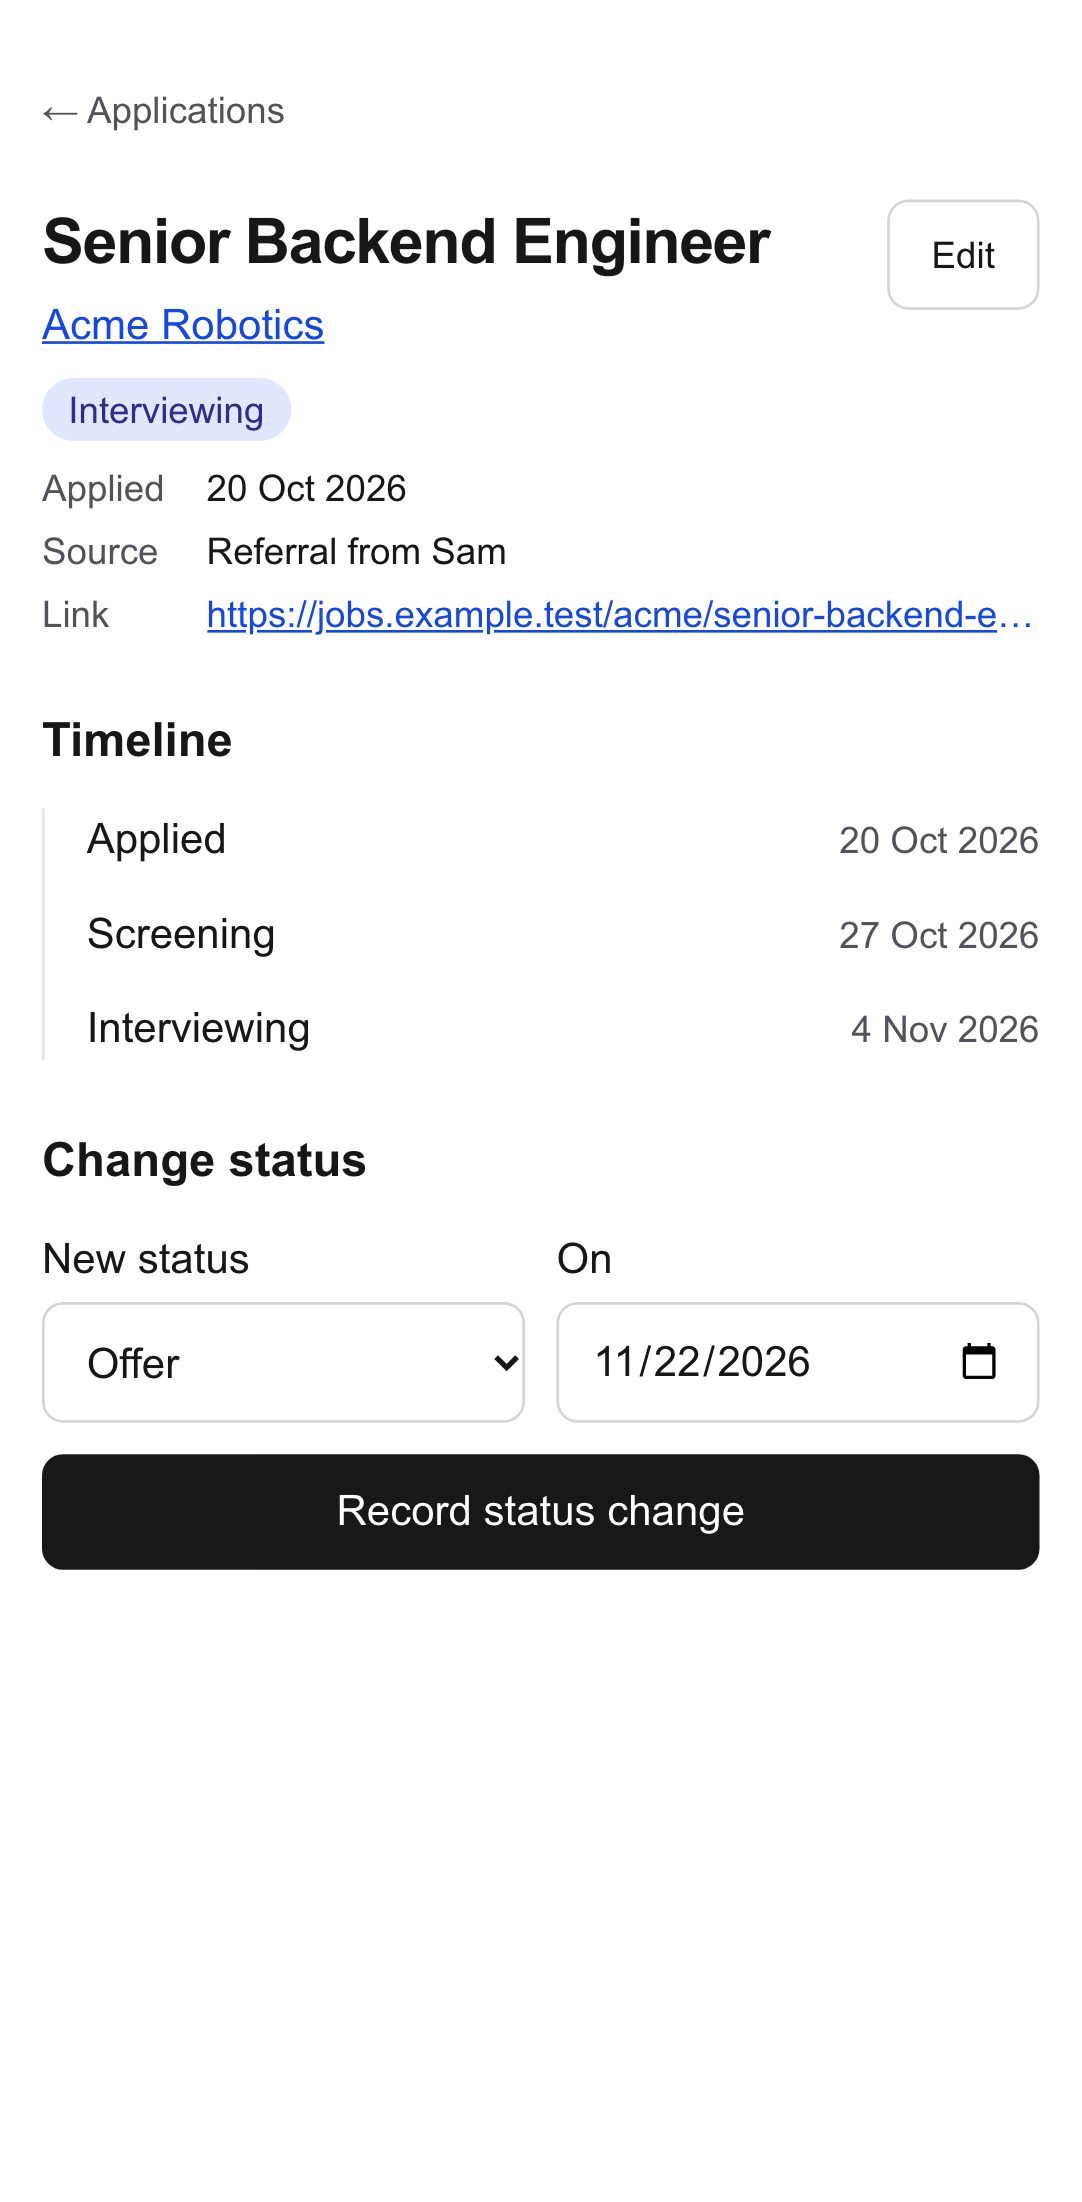 ← Applications
Senior Backend Engineer
Edit
Acme Robotics
Interviewing
Applied 20 Oct 2026
Source Referral from Sam
Link https://jobs.example.test/acme/senior-backend-e…
Timeline
Applied 20 Oct 2026
Screening 27 Oct 2026
Interviewing 4 Nov 2026
Change status
New status On
Offer 11/22/2026
Record status change